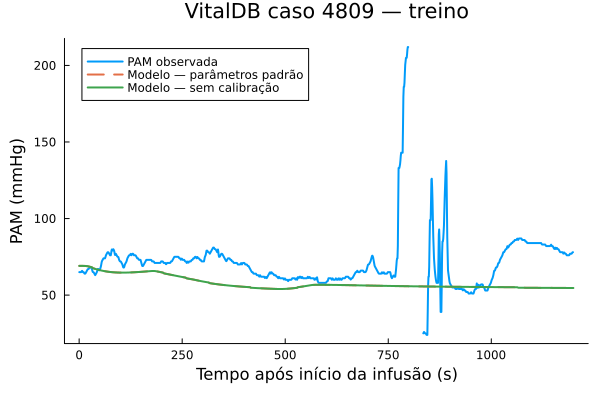 VitalDB caso 4809 — treino
PAM observada
Modelo — parâmetros padrão
Modelo — sem calibração
PAM (mmHg)
200
150
100
50
0
250
500
750
1000
Tempo após início da infusão (s)